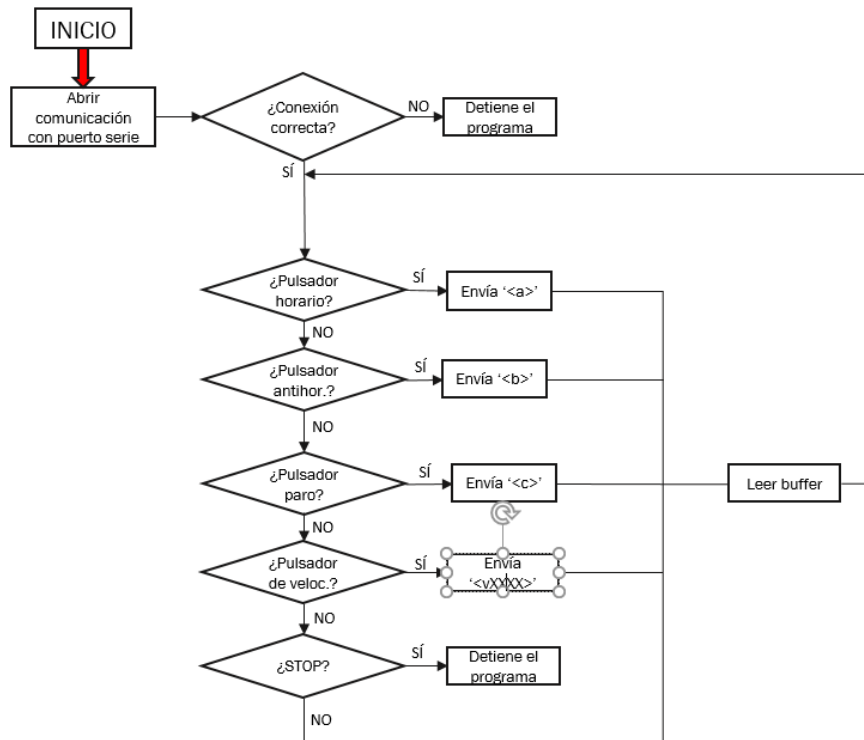 INICIO
Abrir
comunicación
con puerto serie
¿Conexión
correcta?
NO
Detiene el
programa
SÍ
¿Pulsador
horario?
SÍ
Envía ‘<a>’
NO
¿Pulsador
antihor.?
SÍ
Envía ‘<b>’
NO
¿Pulsador
paro?
SÍ
Envía ‘<c>’
Leer buffer
NO
¿Pulsador
de veloc.?
SÍ
Envía
‘<vXXXX>’
NO
¿STOP?
SÍ
Detiene el
programa
NO